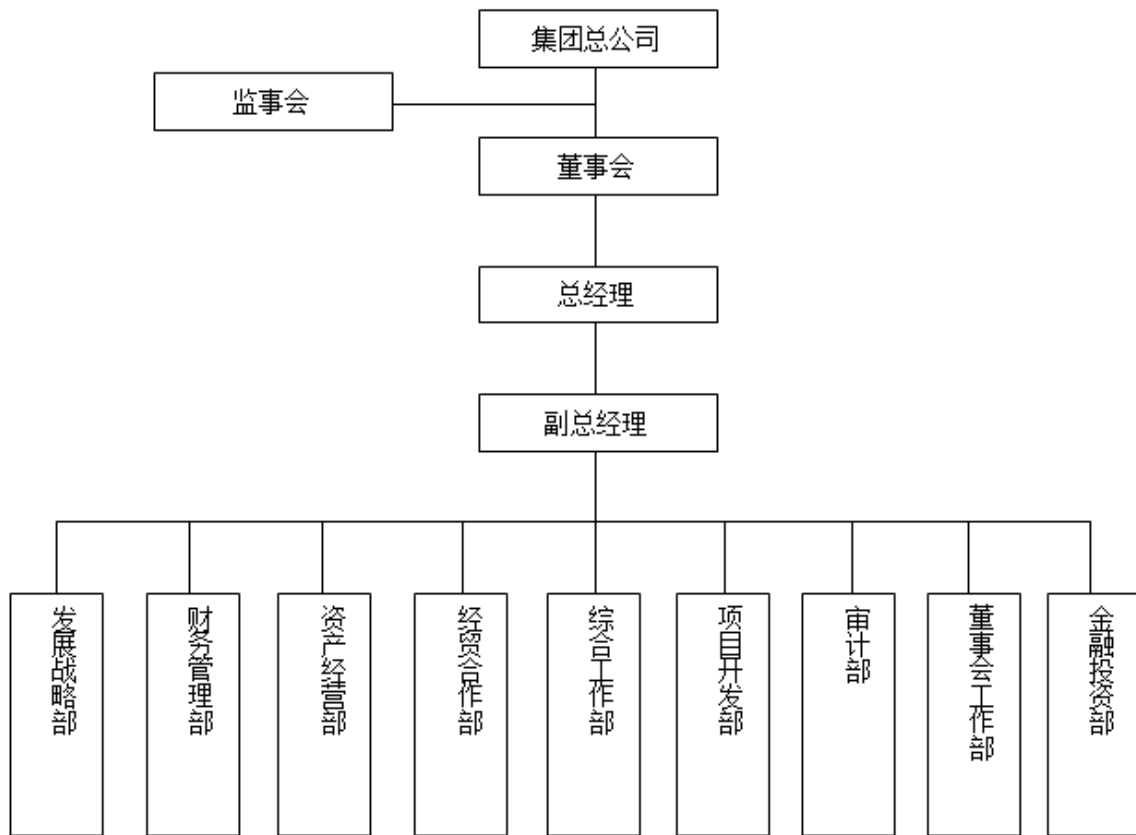 集团总公司
监事会
董事会
总经理
副总经理
发展战略部
财务管理部
资产经营部
经贸合作部
综合工作部
项目开发部
审计部
董事会工作部
金融投资部